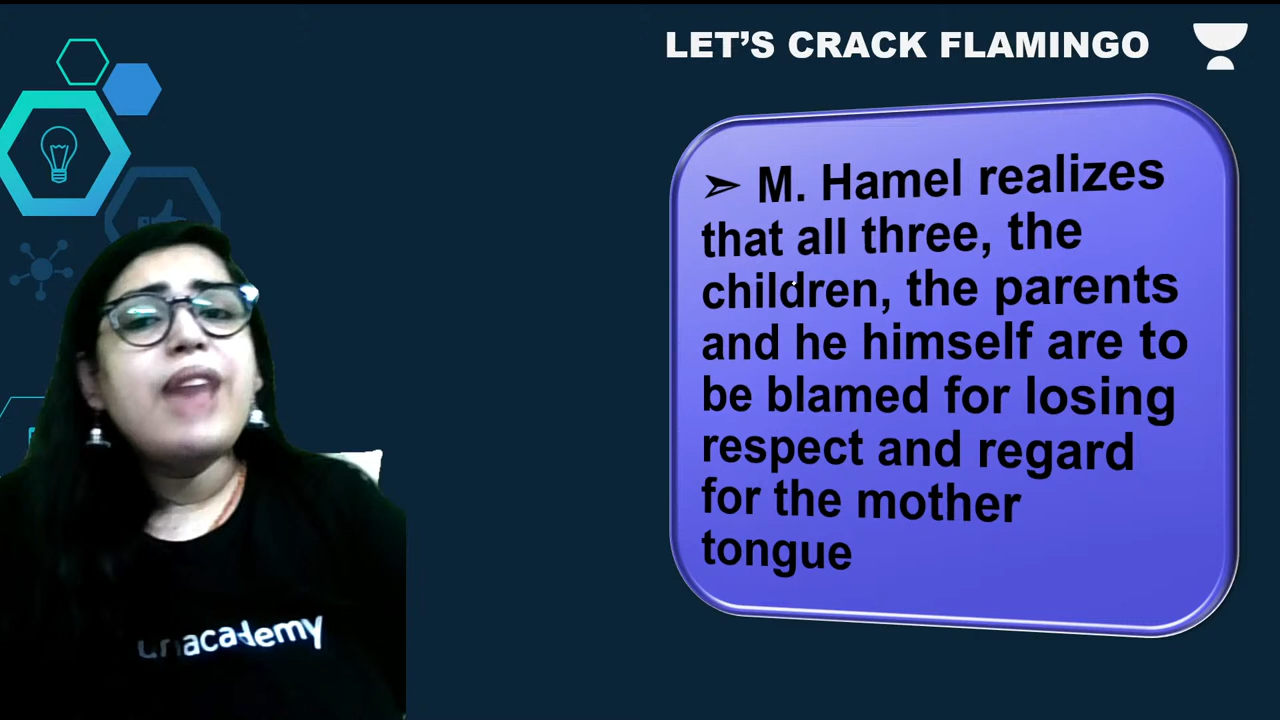 LET'S CRACK FLAMINGO
➢ M. Hamel realizes
that all three, the
children, the parents
and he himself are to
be blamed for losing
respect and regard
for the mother
tongue
unacademy